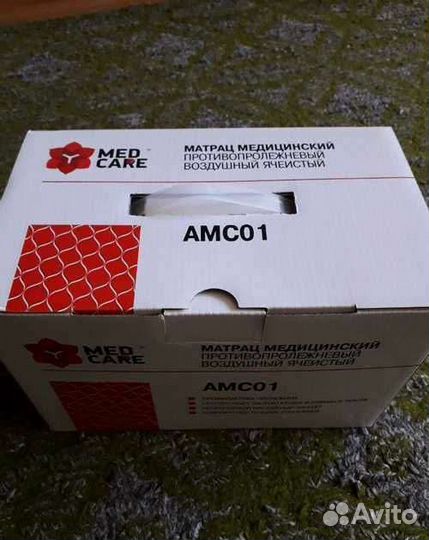 MED
CARE
МАТРАЦ МЕДИЦИНСКИЙ
ПРОТИВОПРОЛЕЖНЕВЫЙ
ВОЗДУШНЫЙ ЯЧЕИСТЫЙ
AMC01
MED
CARE
МАТРАЦ МЕДИЦИНСКИЙ
ПРОТИВОПРОЛЕЖНЕВЫЙ
ВОЗДУШНЫЙ ЯЧЕИСТЫЙ
AMC01
Avito